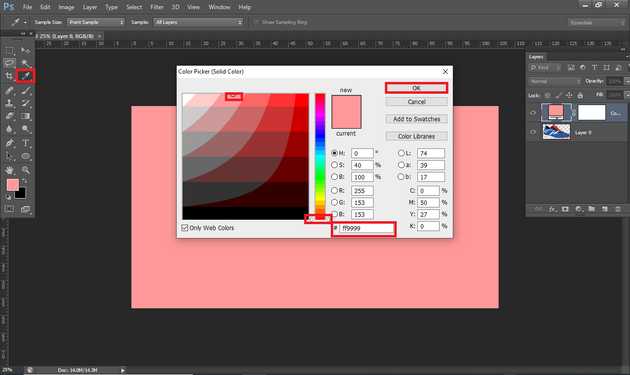 Ps File Edit Image Layer Type Select Filter 3D View Window Help
Sample Size: Point Sample Sample: All Layers Show Sampling Ring Essentials
25% (Layer 0, RGB/8) ×
Color Picker (Solid Color)
new
current
OK
Cancel
Add to Swatches
Color Libraries
H: 0 °
S: 40 %
B: 100 %
R: 255
G: 153
B: 153
L: 74
a: 39
b: 17
C: 0 %
M: 50 %
Y: 27 %
K: 0 %
# ff9999
Only Web Colors
Layers
Kind
Normal Opacity:
Lock: Fill:
Co...
Layer 0
fx
25% Doc: 14.0M/14.3M